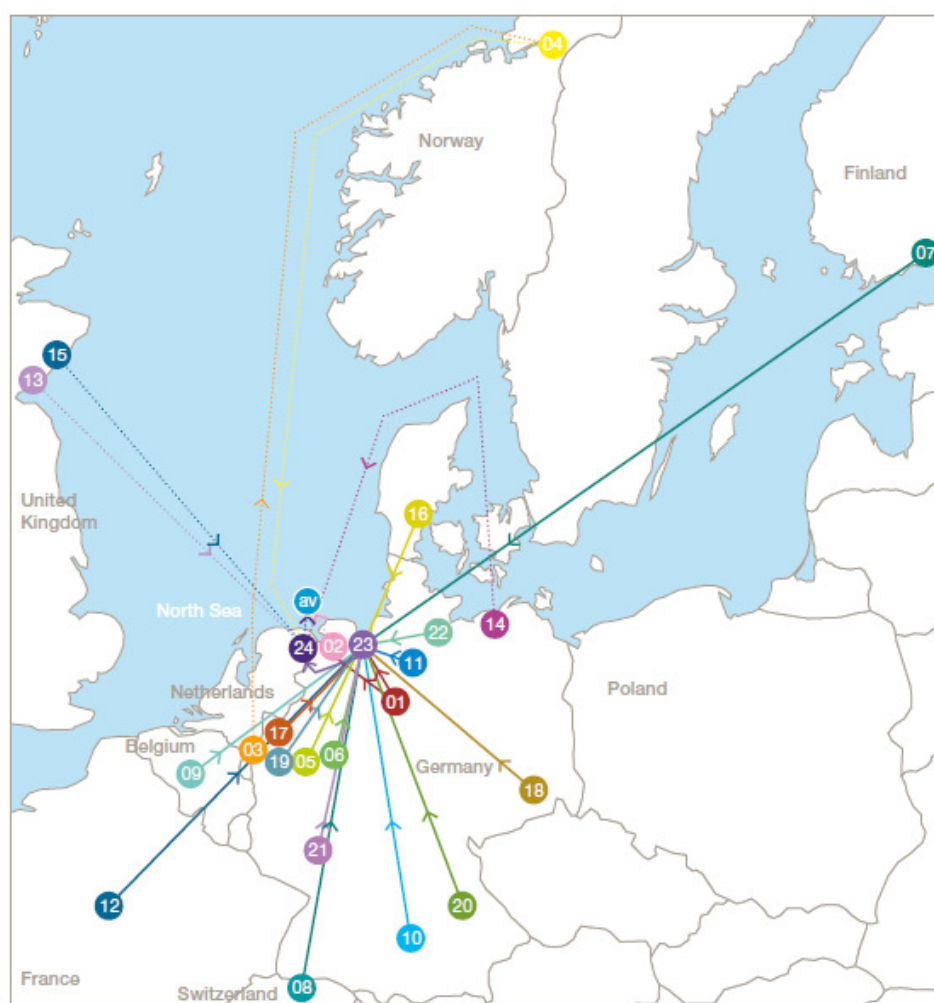 04
Norway
Finland
07
15
13
16
United
Kingdom
av
North Sea
14
22
24
02
23
11
Netherlands
Poland
01
17
Belgium
03
19
05
06
Germany
09
18
21
12
20
10
France
08
Switzerland